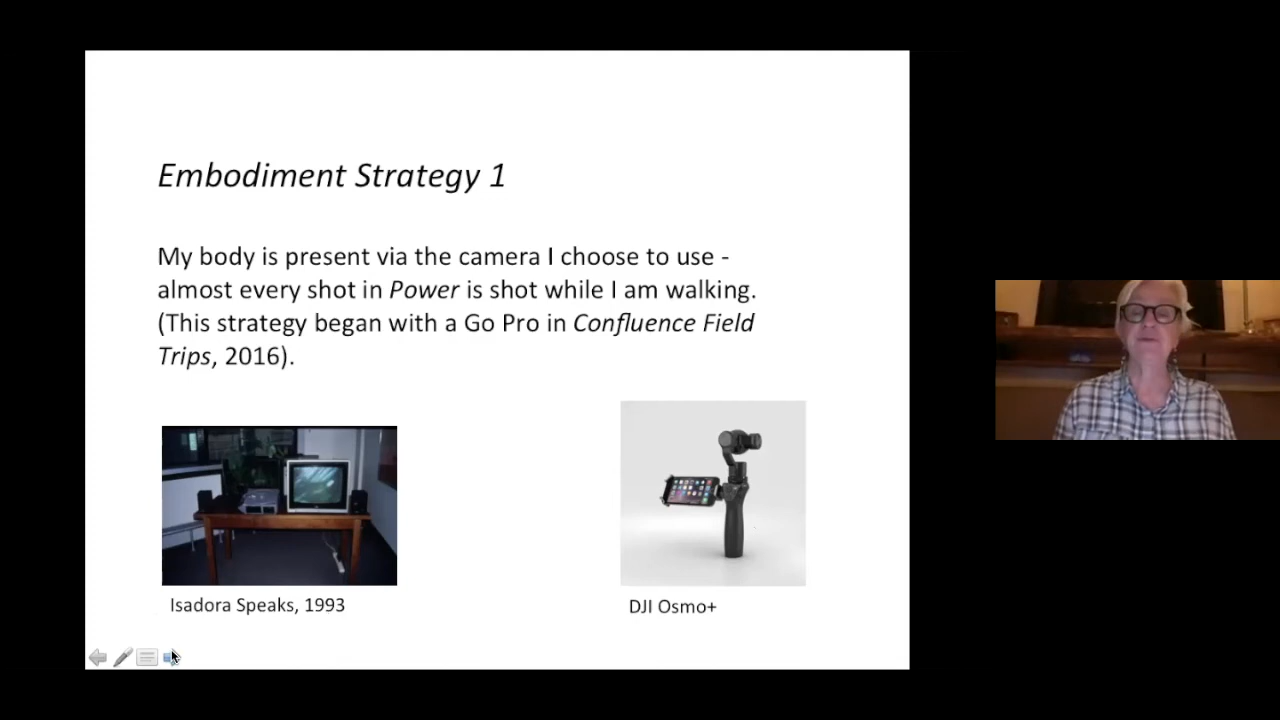 Embodiment Strategy 1
My body is present via the camera I choose to use -
almost every shot in Power is shot while I am walking.
(This strategy began with a Go Pro in Confluence Field
Trips, 2016).
Isadora Speaks, 1993
DJI Osmo+